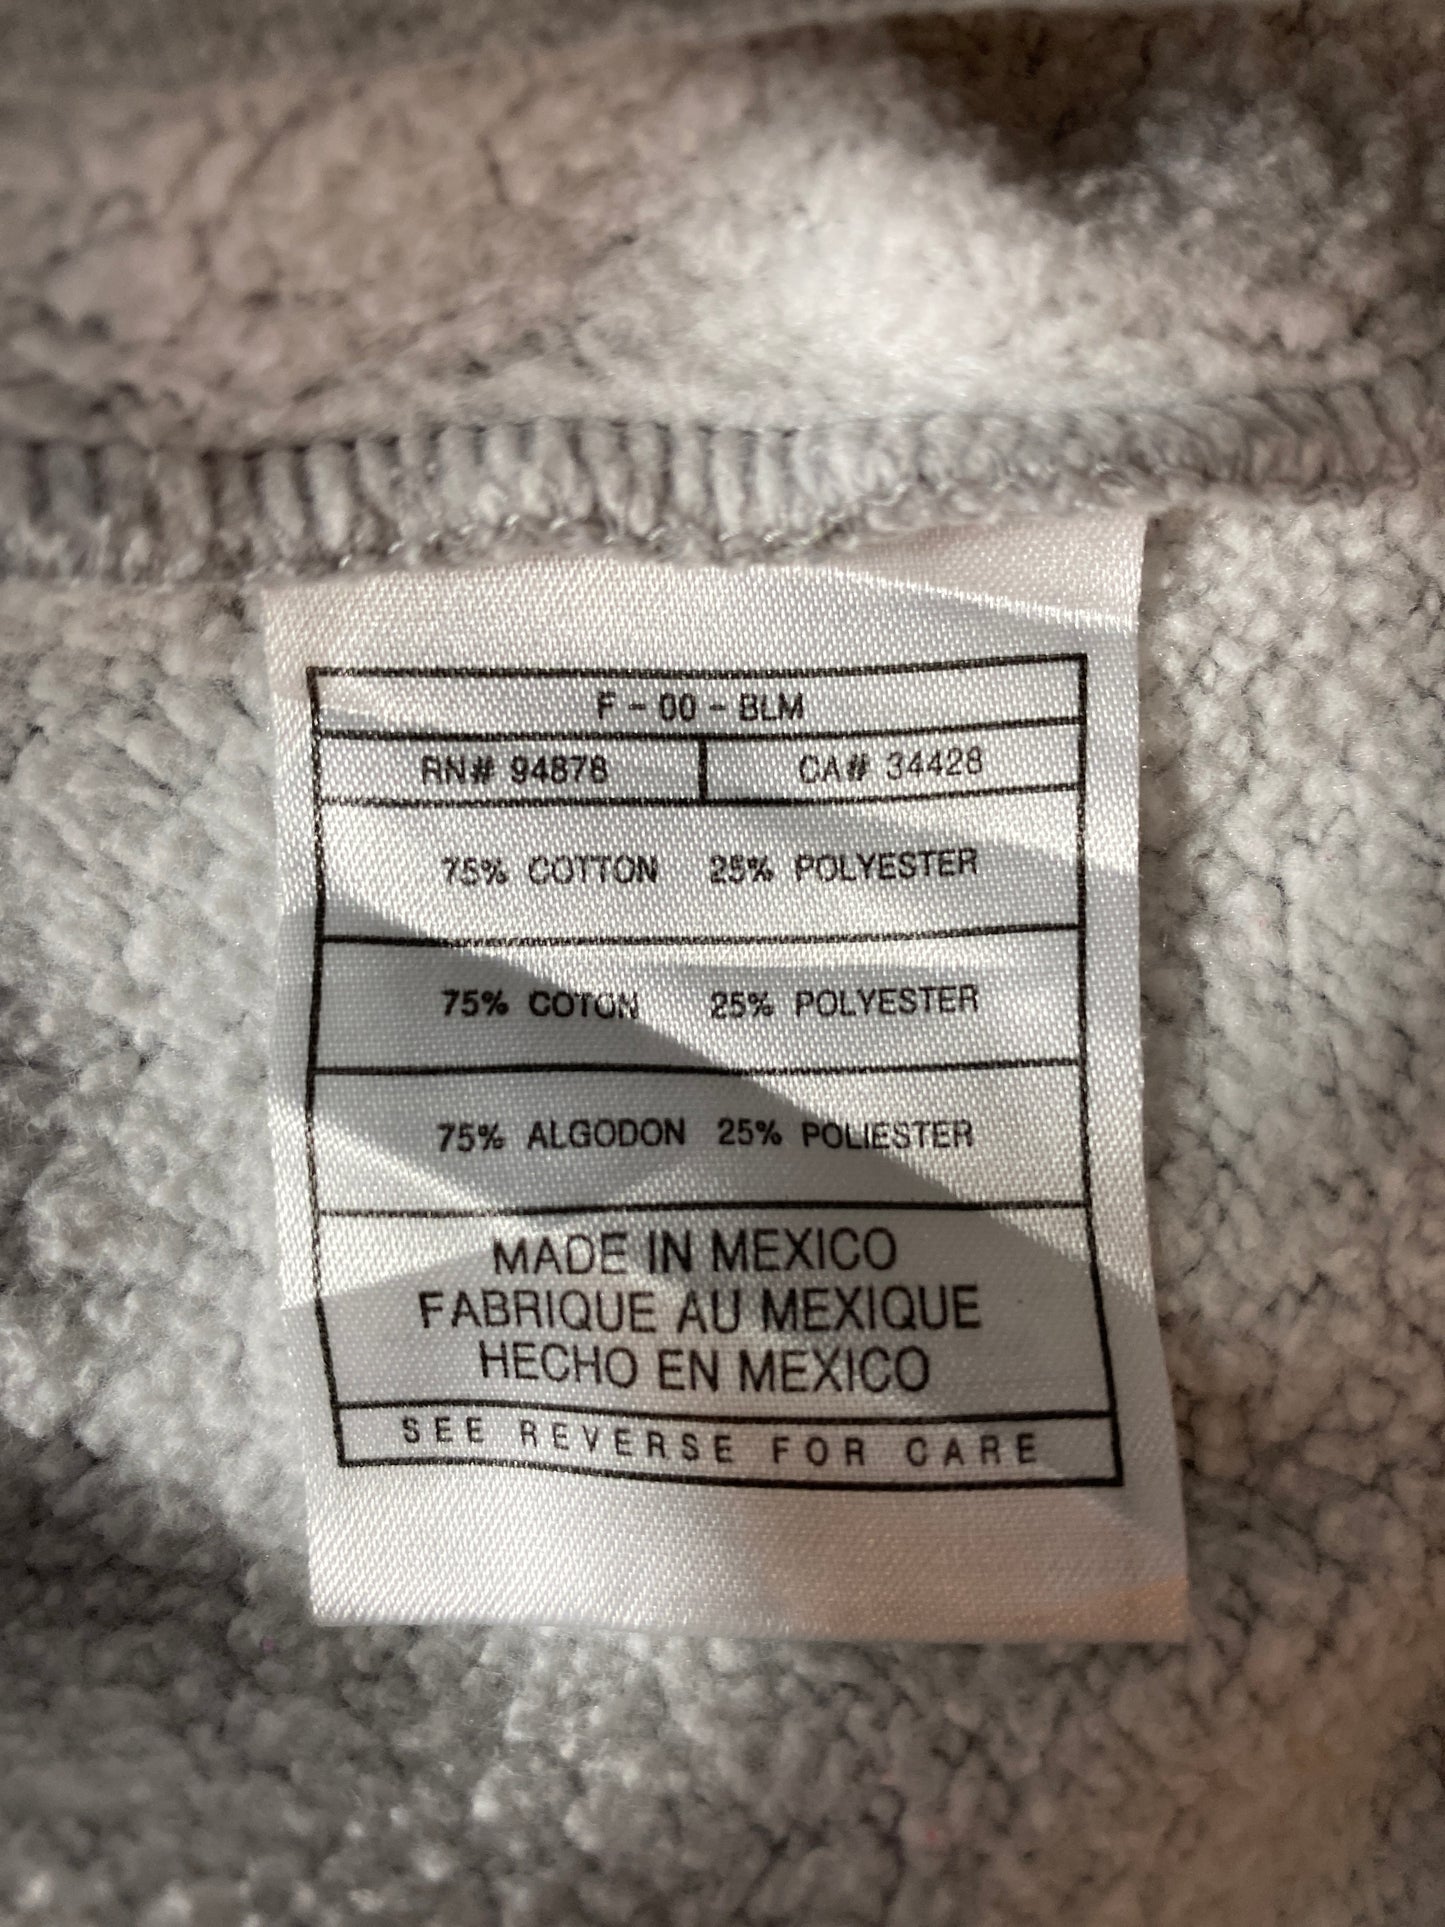 F - 00 - BLM
RN# 94878 CA# 34428
75% COTTON 25% POLYESTER
75% COTON 25% POLYESTER
75% ALGODON 25% POLIESTER
MADE IN MEXICO
FABRIQUE AU MEXIQUE
HECHO EN MEXICO
SEE REVERSE FOR CARE